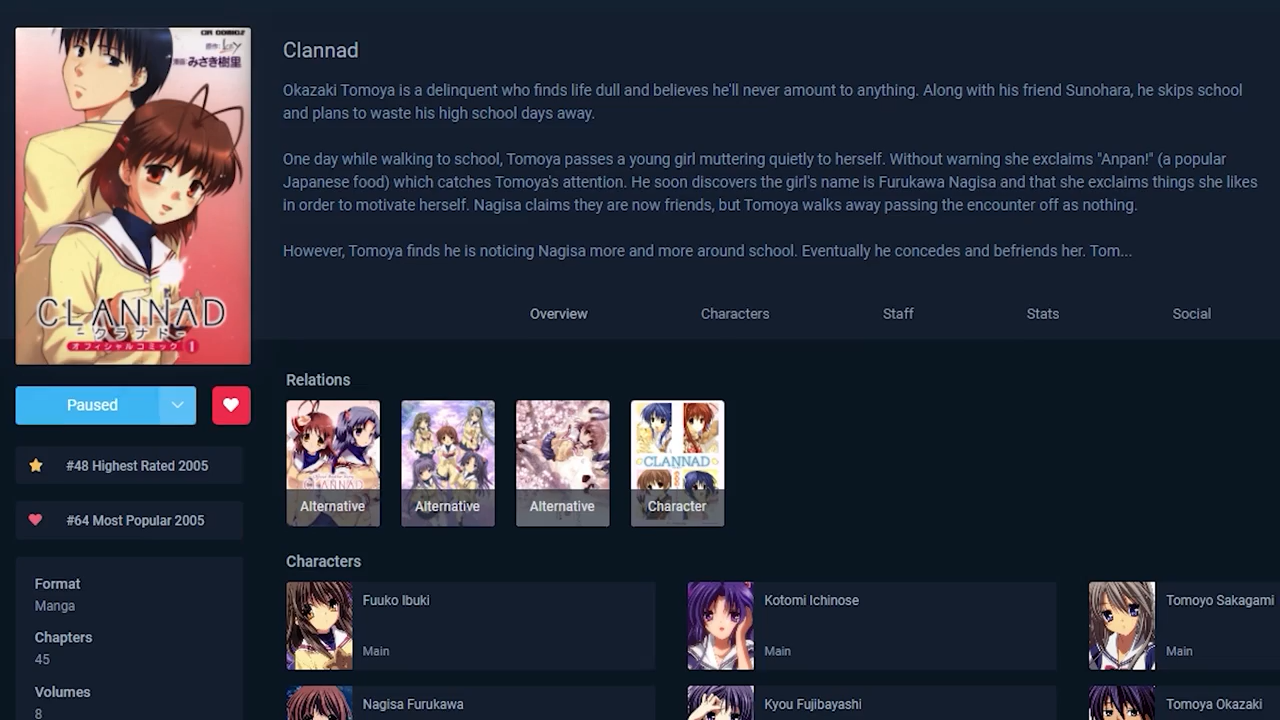 みさき樹里
CLANNAD
クラナド
オフィシャルコミック 1
Clannad
Okazaki Tomoya is a delinquent who finds life dull and believes he'll never amount to anything. Along with his friend Sunohara, he skips school
and plans to waste his high school days away.
One day while walking to school, Tomoya passes a young girl muttering quietly to herself. Without warning she exclaims "Anpan!" (a popular
Japanese food) which catches Tomoya's attention. He soon discovers the girl's name is Furukawa Nagisa and that she exclaims things she likes
in order to motivate herself. Nagisa claims they are now friends, but Tomoya walks away passing the encounter off as nothing.
However, Tomoya finds he is noticing Nagisa more and more around school. Eventually he concedes and befriends her. Tom...
Overview
Characters
Staff
Stats
Social
Paused
#48 Highest Rated 2005
#64 Most Popular 2005
Format
Manga
Chapters
45
Volumes
8
Relations
CLANNAD
Alternative
Alternative
Alternative
CLANNAD
Character
Characters
Fuuko Ibuki
Main
Kotomi Ichinose
Main
Tomoyo Sakagami
Main
Nagisa Furukawa
Kyou Fujibayashi
Tomoya Okazaki